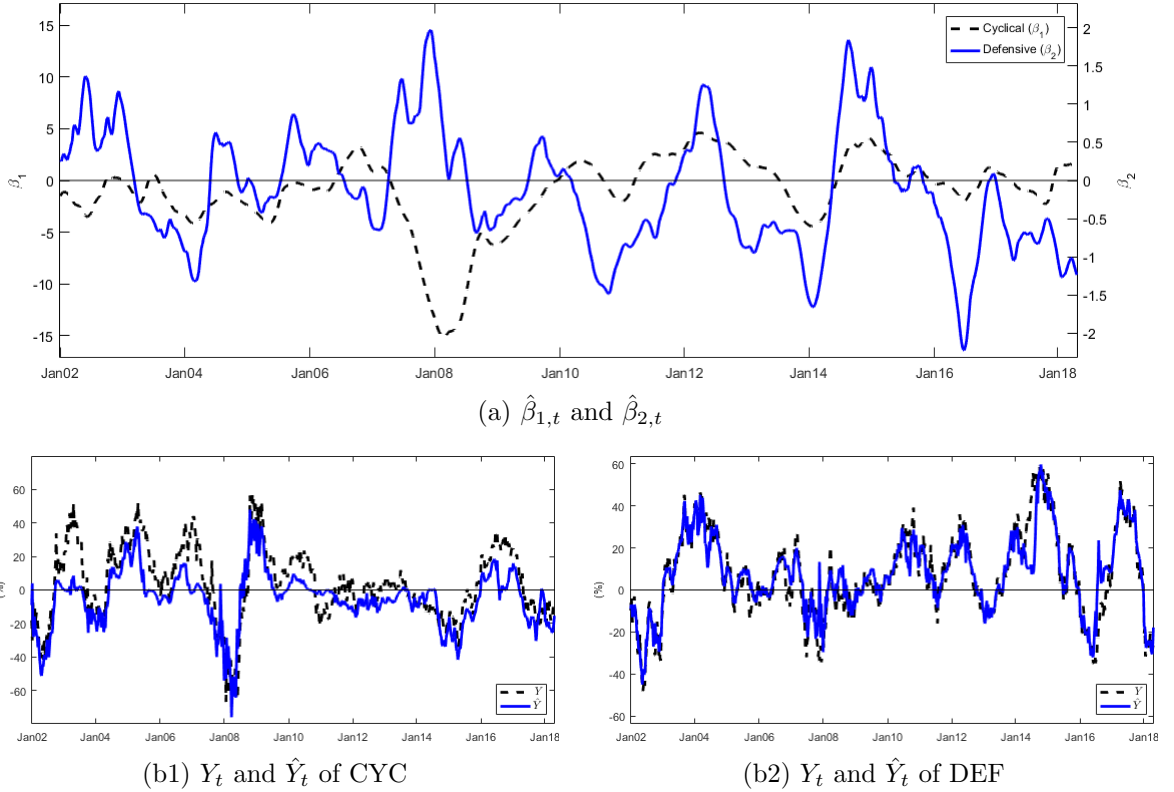 15
10
5
0
-5
-10
-15
β₁
2
1.5
1
0.5
0
-0.5
-1
-1.5
-2
β₂
Cyclical (β₁)
Defensive (β₂)
Jan02 Jan04 Jan06 Jan08 Jan10 Jan12 Jan14 Jan16 Jan18
(a) β̂₁,ₜ and β̂₂,ₜ
60
40
20
0
-20
-40
-60
(%)
Y
Ŷ
Jan02 Jan04 Jan06 Jan08 Jan10 Jan12 Jan14 Jan16 Jan18
(b1) Yₜ and Ŷₜ of CYC
60
40
20
0
-20
-40
-60
(%)
Y
Ŷ
Jan02 Jan04 Jan06 Jan08 Jan10 Jan12 Jan14 Jan16 Jan18
(b2) Yₜ and Ŷₜ of DEF